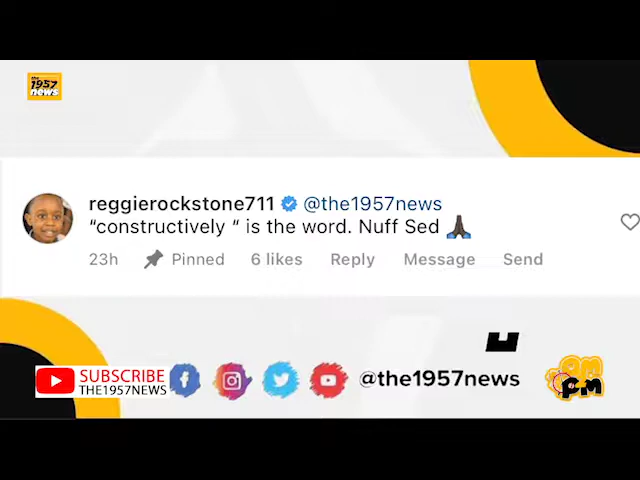 the
1957
news
reggierockstone711 @the1957news
“constructively ” is the word. Nuff Sed 🙏🏿
23h Pinned 6 likes Reply Message Send
SUBSCRIBE
THE1957NEWS
@the1957news
AM
FM